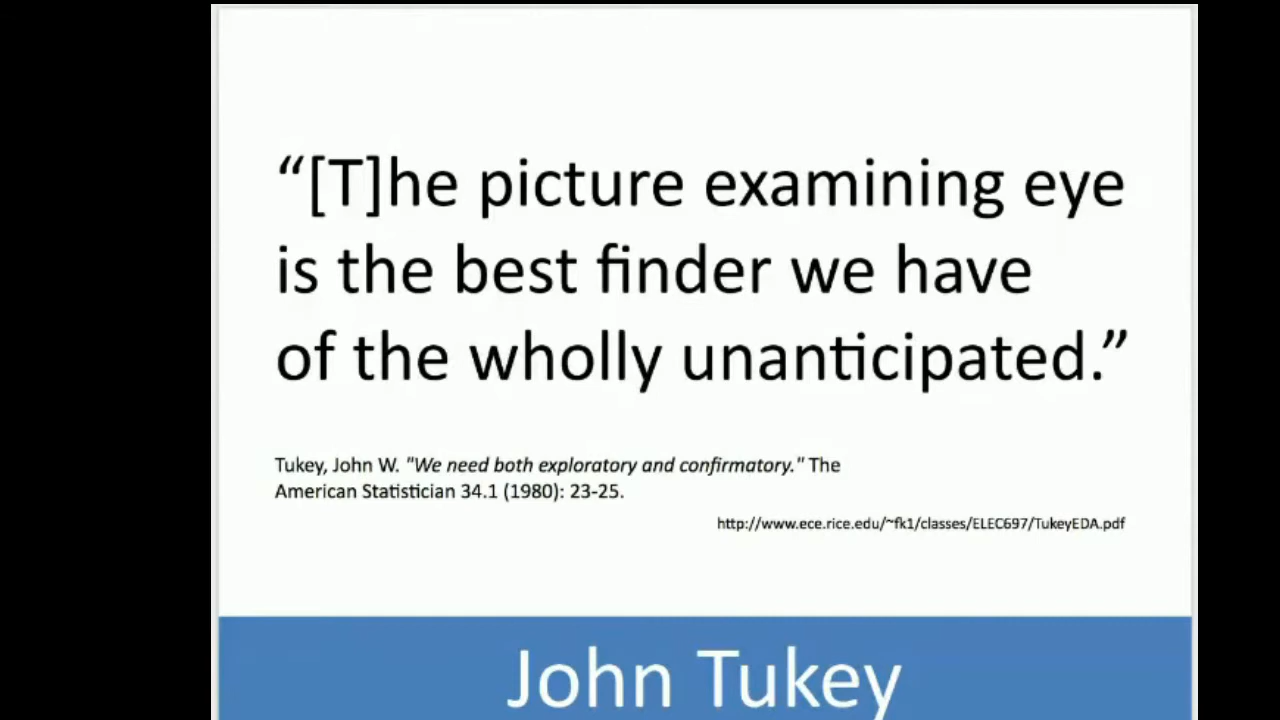 “[T]he picture examining eye
is the best finder we have
of the wholly unanticipated.”
Tukey, John W. "We need both exploratory and confirmatory." The
American Statistician 34.1 (1980): 23-25.
http://www.ece.rice.edu/~fk1/classes/ELEC697/TukeyEDA.pdf
John Tukey